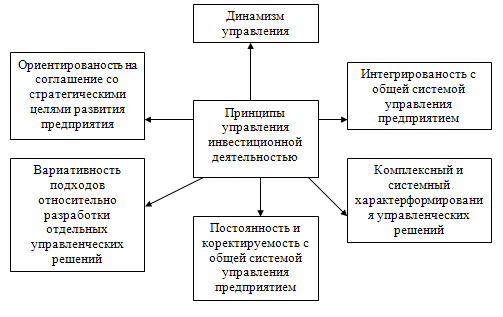 Динамизм
управления
Ориентированость на
соглашение со
стратегическими
целями развития
предприятия
Интегрированость с
общей системой
управления
предприятием
Принципы
управления
инвестиционной
деятельностью
Вариативность
подходов
относительно
разработки
отдельных
управленческих
решений
Комплексный и
системный
характерформировани
я управленческих
решений
Постоянность и
коректируемость с
общей системой
управления
предприятием